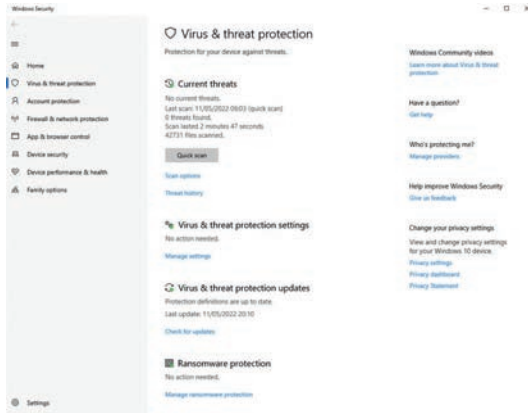 Windows Security
Home
Virus & threat protection
Account protection
Firewall & network protection
App & browser control
Device security
Device performance & health
Family options
Settings
Virus & threat protection
Protection for your device against threats.
Current threats
No current threats.
Last scan: 11/05/2022 09:03 (quick scan)
0 threats found.
Scan lasted 2 minutes 47 seconds
42731 files scanned.
Quick scan
Scan options
Threat history
Virus & threat protection settings
No action needed.
Manage settings
Virus & threat protection updates
Protection definitions are up to date.
Last update: 11/05/2022 20:10
Check for updates
Ransomware protection
No action needed.
Manage ransomware protection
Windows Community videos
Learn more about Virus & threat
protection
Have a question?
Get help
Who's protecting me?
Manage providers
Help improve Windows Security
Give us feedback
Change your privacy settings
View and change privacy settings
for your Windows 10 device.
Privacy settings
Privacy dashboard
Privacy Statement